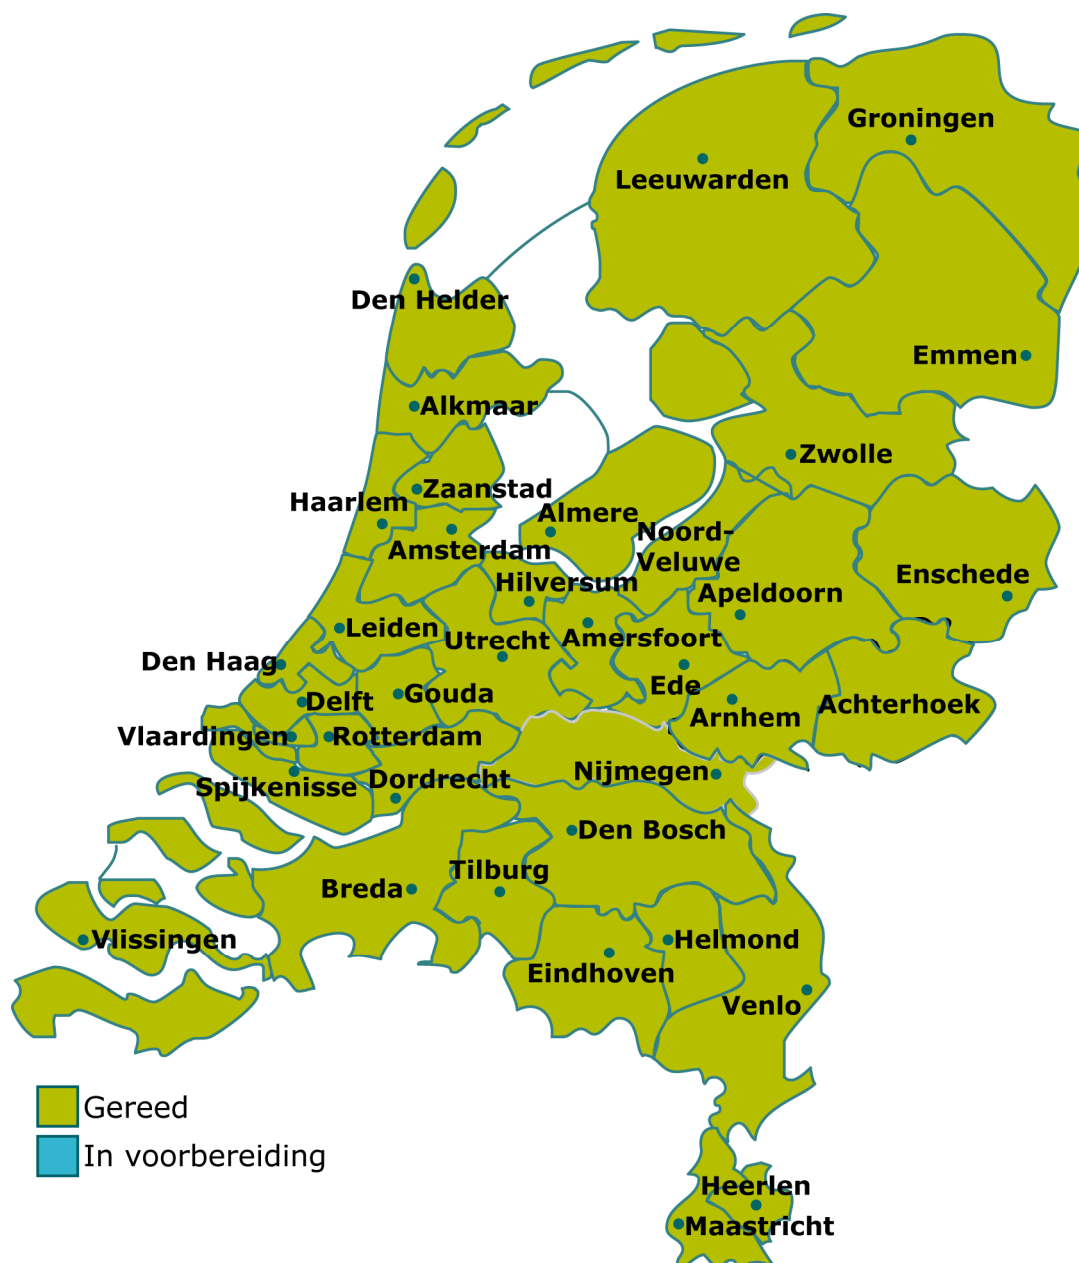 Groningen
Leeuwarden
Den Helder
Emmen
Alkmaar
Zwolle
Zaanstad
Haarlem
Almere
Noord-
Veluwe
Amsterdam
Enschede
Hilversum
Apeldoorn
Leiden
Utrecht
Amersfoort
Den Haag
Ede
Gouda
Delft
Achterhoek
Arnhem
Vlaardingen
Rotterdam
Nijmegen
Dordrecht
Spijkenisse
Den Bosch
Tilburg
Breda
Vlissingen
Helmond
Eindhoven
Venlo
Gereed
In voorbereiding
Heerlen
Maastricht